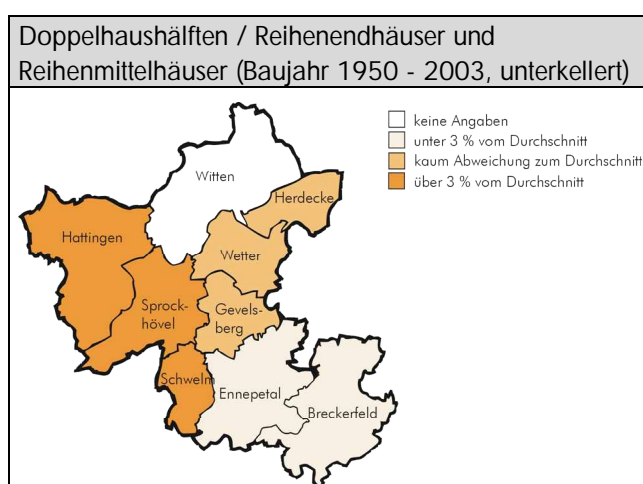 Doppelhaushälften / Reihenendhäuser und
Reihenmittelhäuser (Baujahr 1950 - 2003, unterkellert)
keine Angaben
unter 3 % vom Durchschnitt
kaum Abweichung zum Durchschnitt
über 3 % vom Durchschnitt
Witten
Herdecke
Hattingen
Wetter
Sprock-
hövel
Gevels-
berg
Schwelm
Ennepetal
Breckerfeld